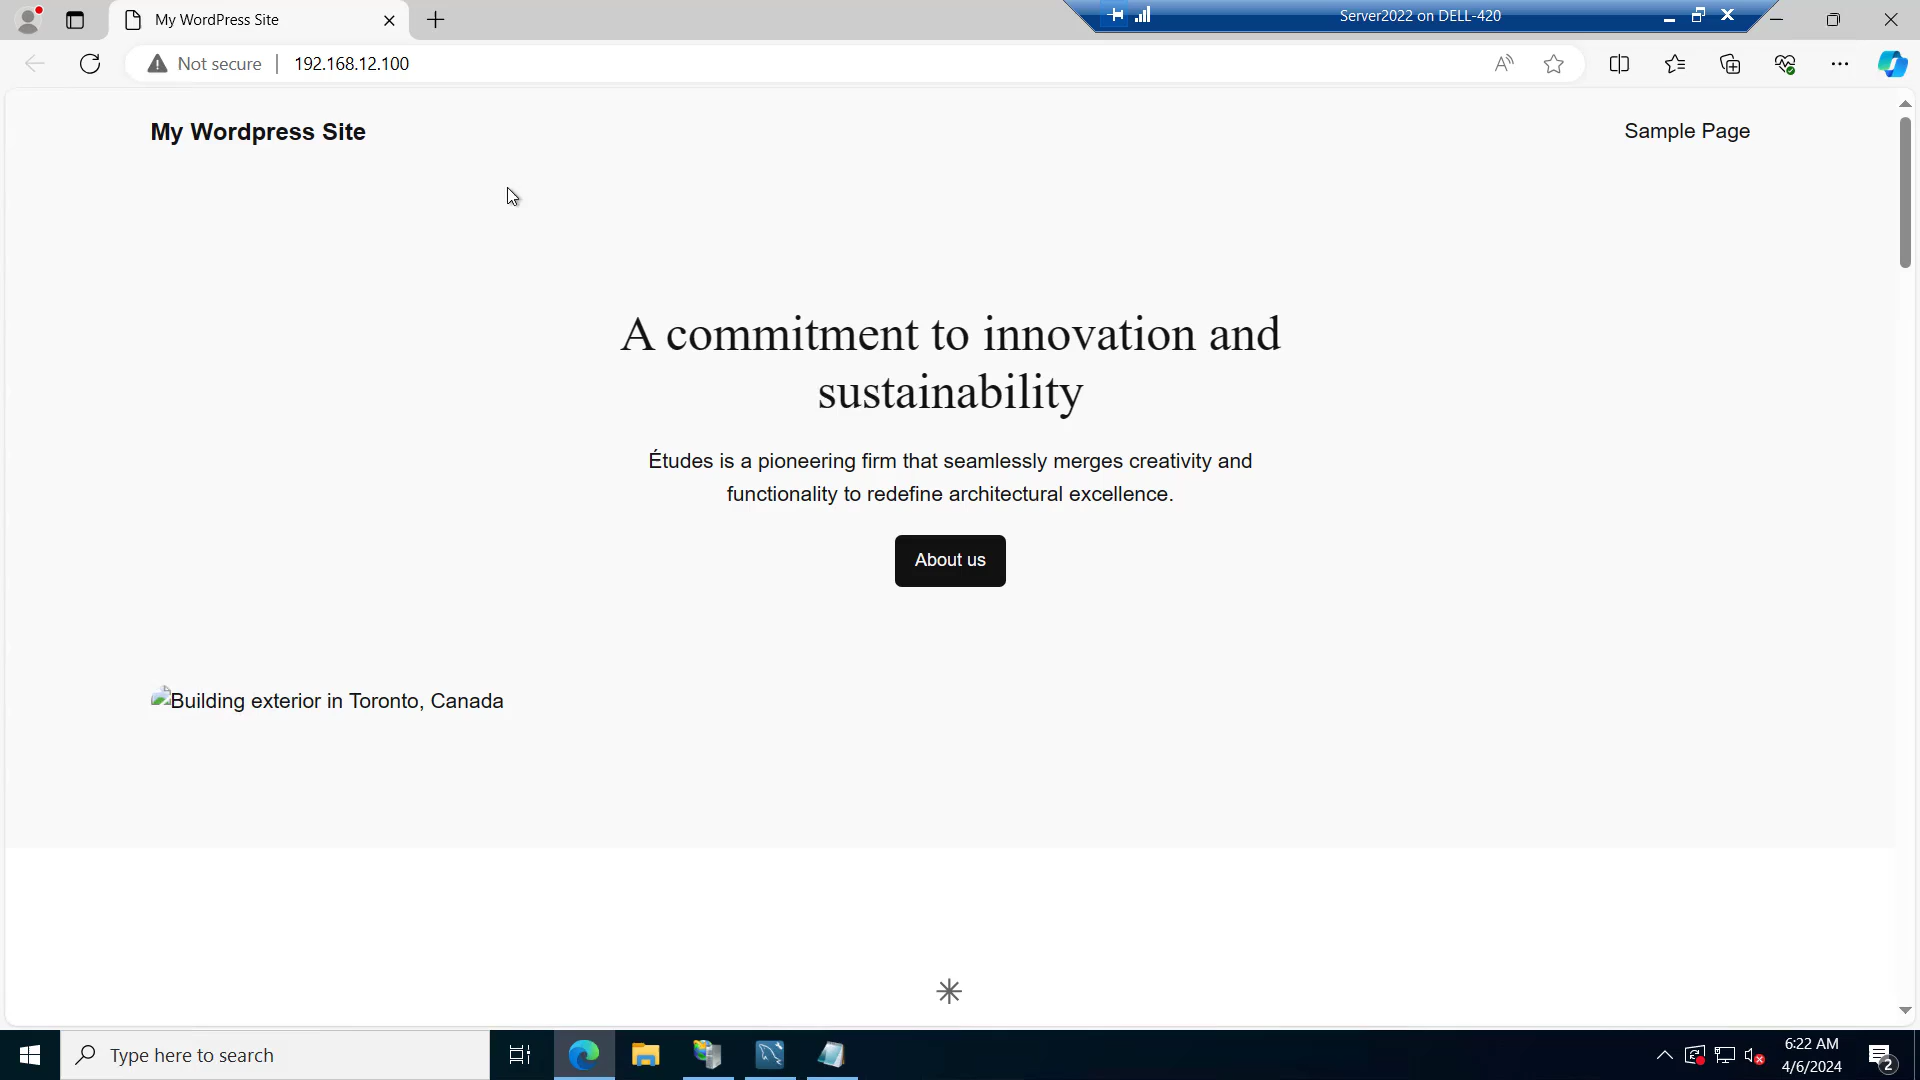 My WordPress Site
Server2022 on DELL-420
Not secure
192.168.12.100
My Wordpress Site
Sample Page
A commitment to innovation and
sustainability
Études is a pioneering firm that seamlessly merges creativity and
functionality to redefine architectural excellence.
About us
Building exterior in Toronto, Canada
Type here to search
6:22 AM
4/6/2024
2